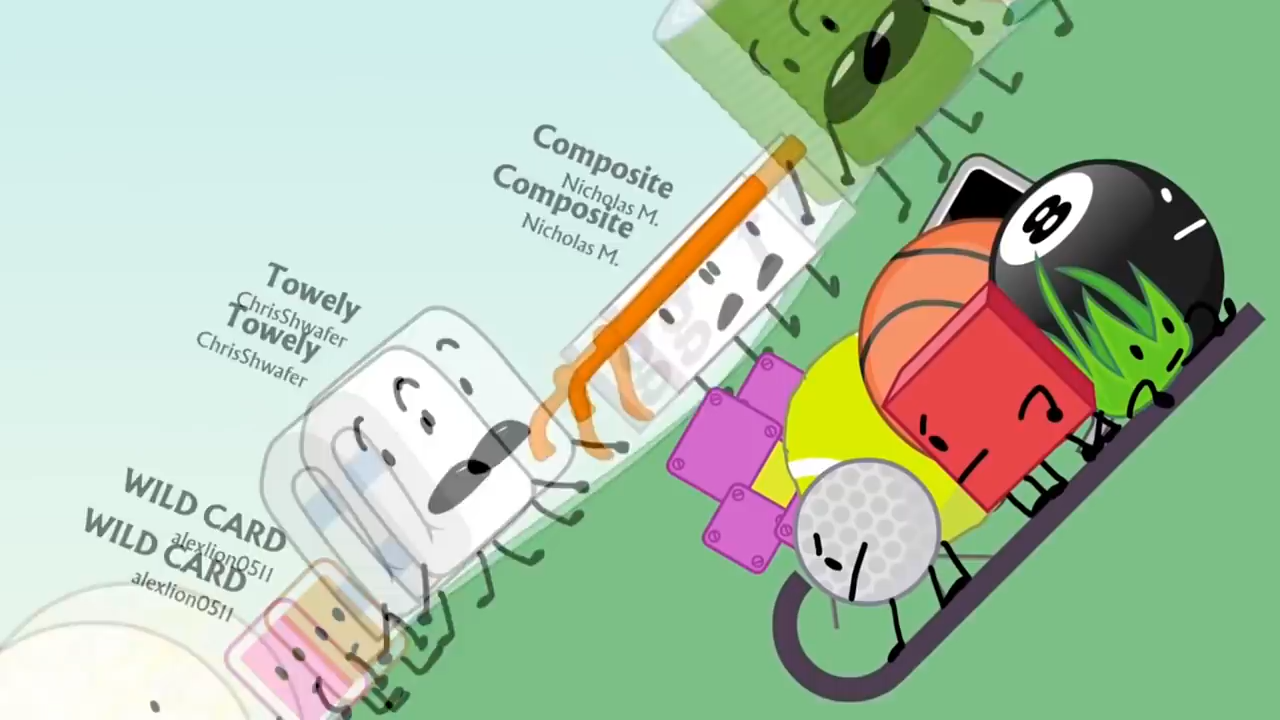 Composite
Nicholas M.
Composite
Nicholas M.
Towely
ChrisShwafer
Towely
ChrisShwafer
WILD CARD
alexlion0511
WILD CARD
alexlion0511
8